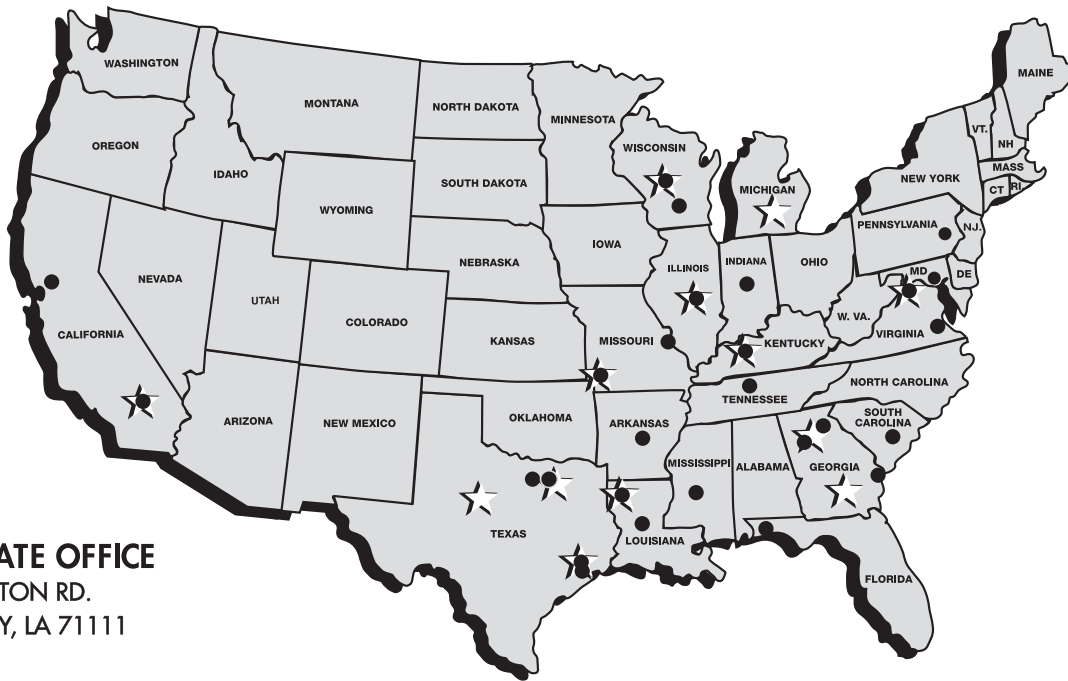 WASHINGTON
MONTANA
NORTH DAKOTA
MINNESOTA
MAINE
VT.
NH
OREGON
IDAHO
WISCONSIN
MASS
SOUTH DAKOTA
MICHIGAN
NEW YORK
CT
RI.
WYOMING
PENNSYLVANIA
NJ.
IOWA
NEBRASKA
ILLINOIS
INDIANA
OHIO
MD
DE
NEVADA
UTAH
COLORADO
W. VA.
CALIFORNIA
KANSAS
MISSOURI
KENTUCKY
VIRGINIA
NORTH CAROLINA
TENNESSEE
ARIZONA
NEW MEXICO
OKLAHOMA
ARKANSAS
SOUTH
CAROLINA
MISSISSIPPI
ALABAMA
GEORGIA
TEXAS
LOUISIANA
FLORIDA
ATE OFFICE
TON RD.
Y, LA 71111